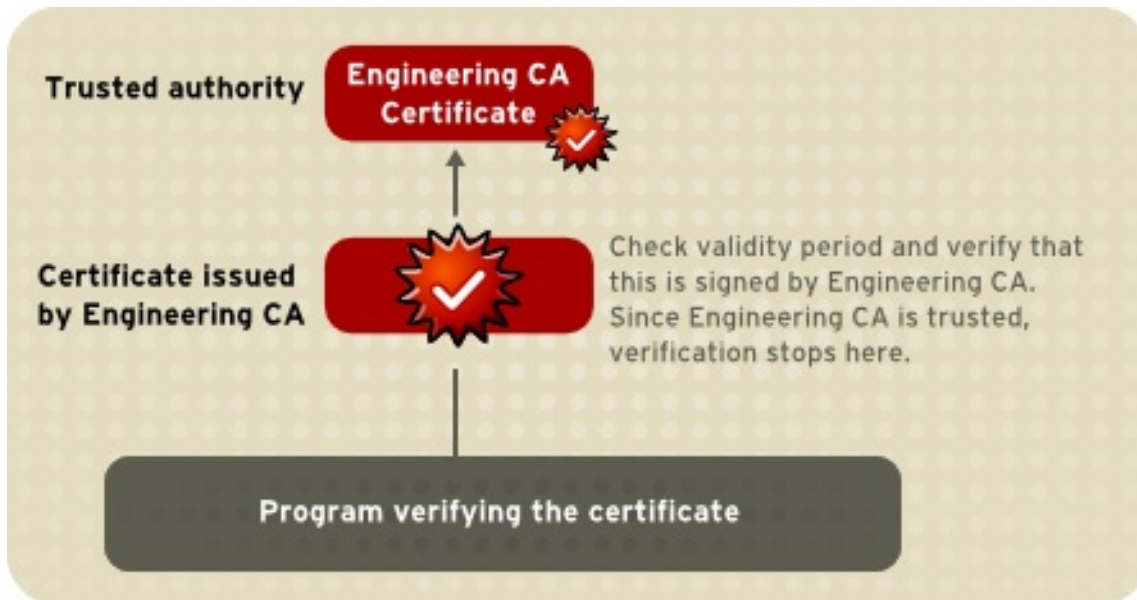 Trusted authority
Engineering CA
Certificate
Certificate issued
by Engineering CA
Check validity period and verify that
this is signed by Engineering CA.
Since Engineering CA is trusted,
verification stops here.
Program verifying the certificate